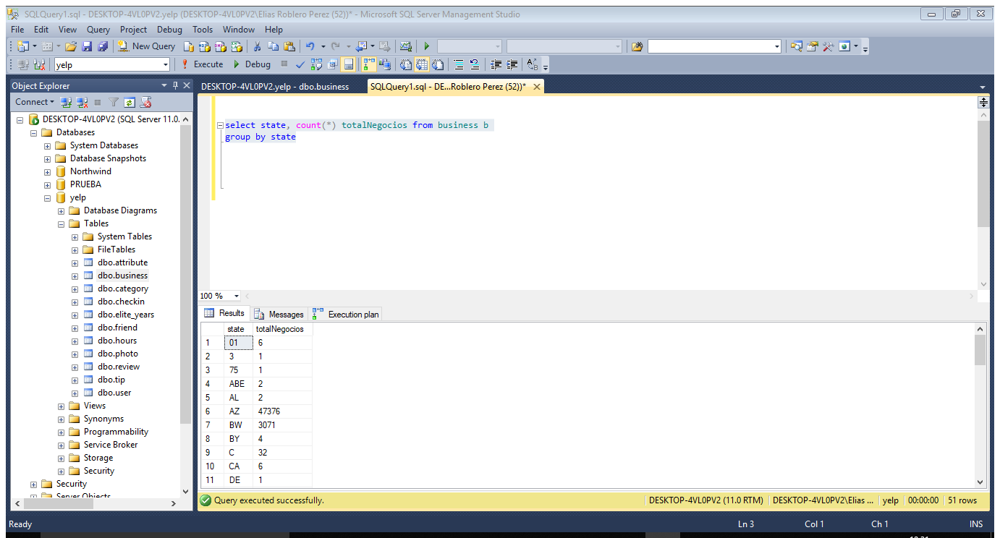 SQLQuery1.sql - DESKTOP-4VL0PV2.yelp (DESKTOP-4VL0PV2\Elias Roblero Perez (52))* - Microsoft SQL Server Management Studio
File Edit View Query Project Debug Tools Window Help
New Query
yelp Execute Debug
Object Explorer
DESKTOP-4VL0PV2.yelp - dbo.business SQLQuery1.sql - DE...Roblero Perez (52))*
Connect
DESKTOP-4VL0PV2 (SQL Server 11.0.
Databases
System Databases
Database Snapshots
Northwind
PRUEBA
yelp
Database Diagrams
Tables
System Tables
FileTables
dbo.attribute
dbo.business
dbo.category
dbo.checkin
dbo.elite_years
dbo.friend
dbo.hours
dbo.photo
dbo.review
dbo.tip
dbo.user
Views
Synonyms
Programmability
Service Broker
Storage
Security
Security
Server Objects
select state, count(*) totalNegocios from business b
group by state
100 %
Results Messages Execution plan
state totalNegocios
1 01 6
2 3 1
3 75 1
4 ABE 2
5 AL 2
6 AZ 47376
7 BW 3071
8 BY 4
9 C 32
10 CA 6
11 DE 1
Query executed successfully. DESKTOP-4VL0PV2 (11.0 RTM) DESKTOP-4VL0PV2\Elias ... yelp 00:00:00 51 rows
Ready Ln 3 Col 1 Ch 1 INS